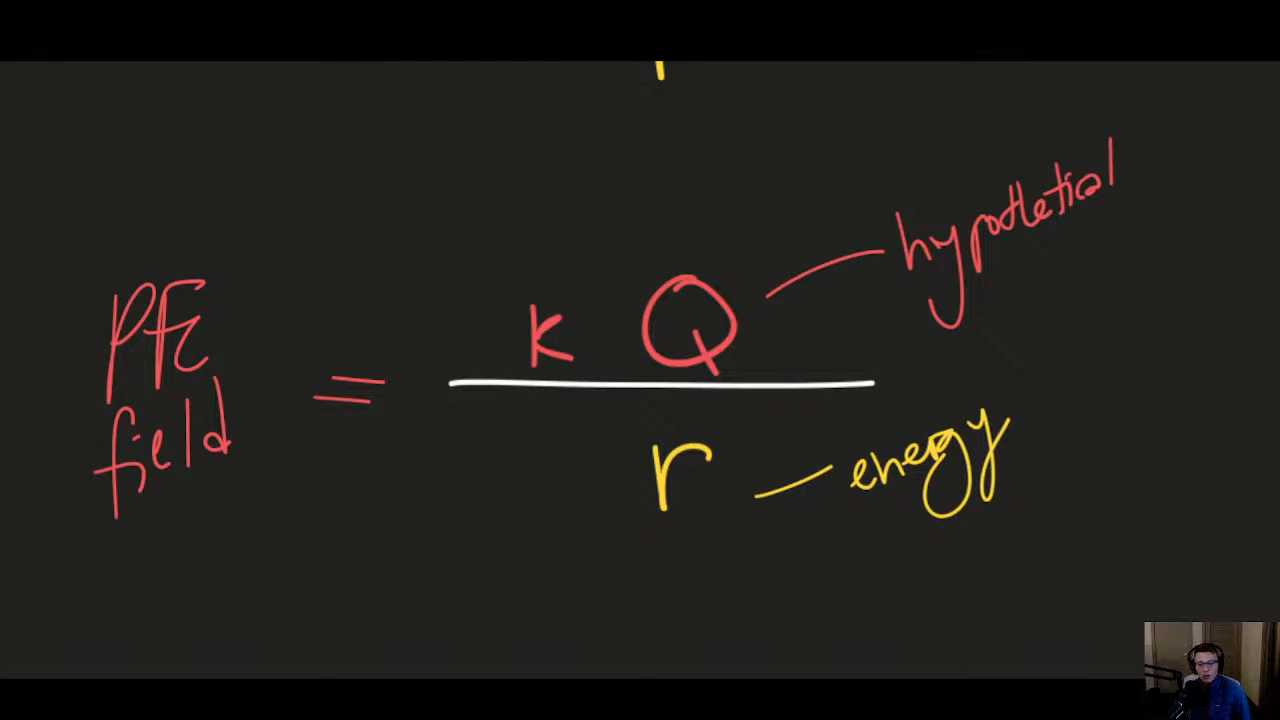 hypothetical
PE
field = k Q
r energy